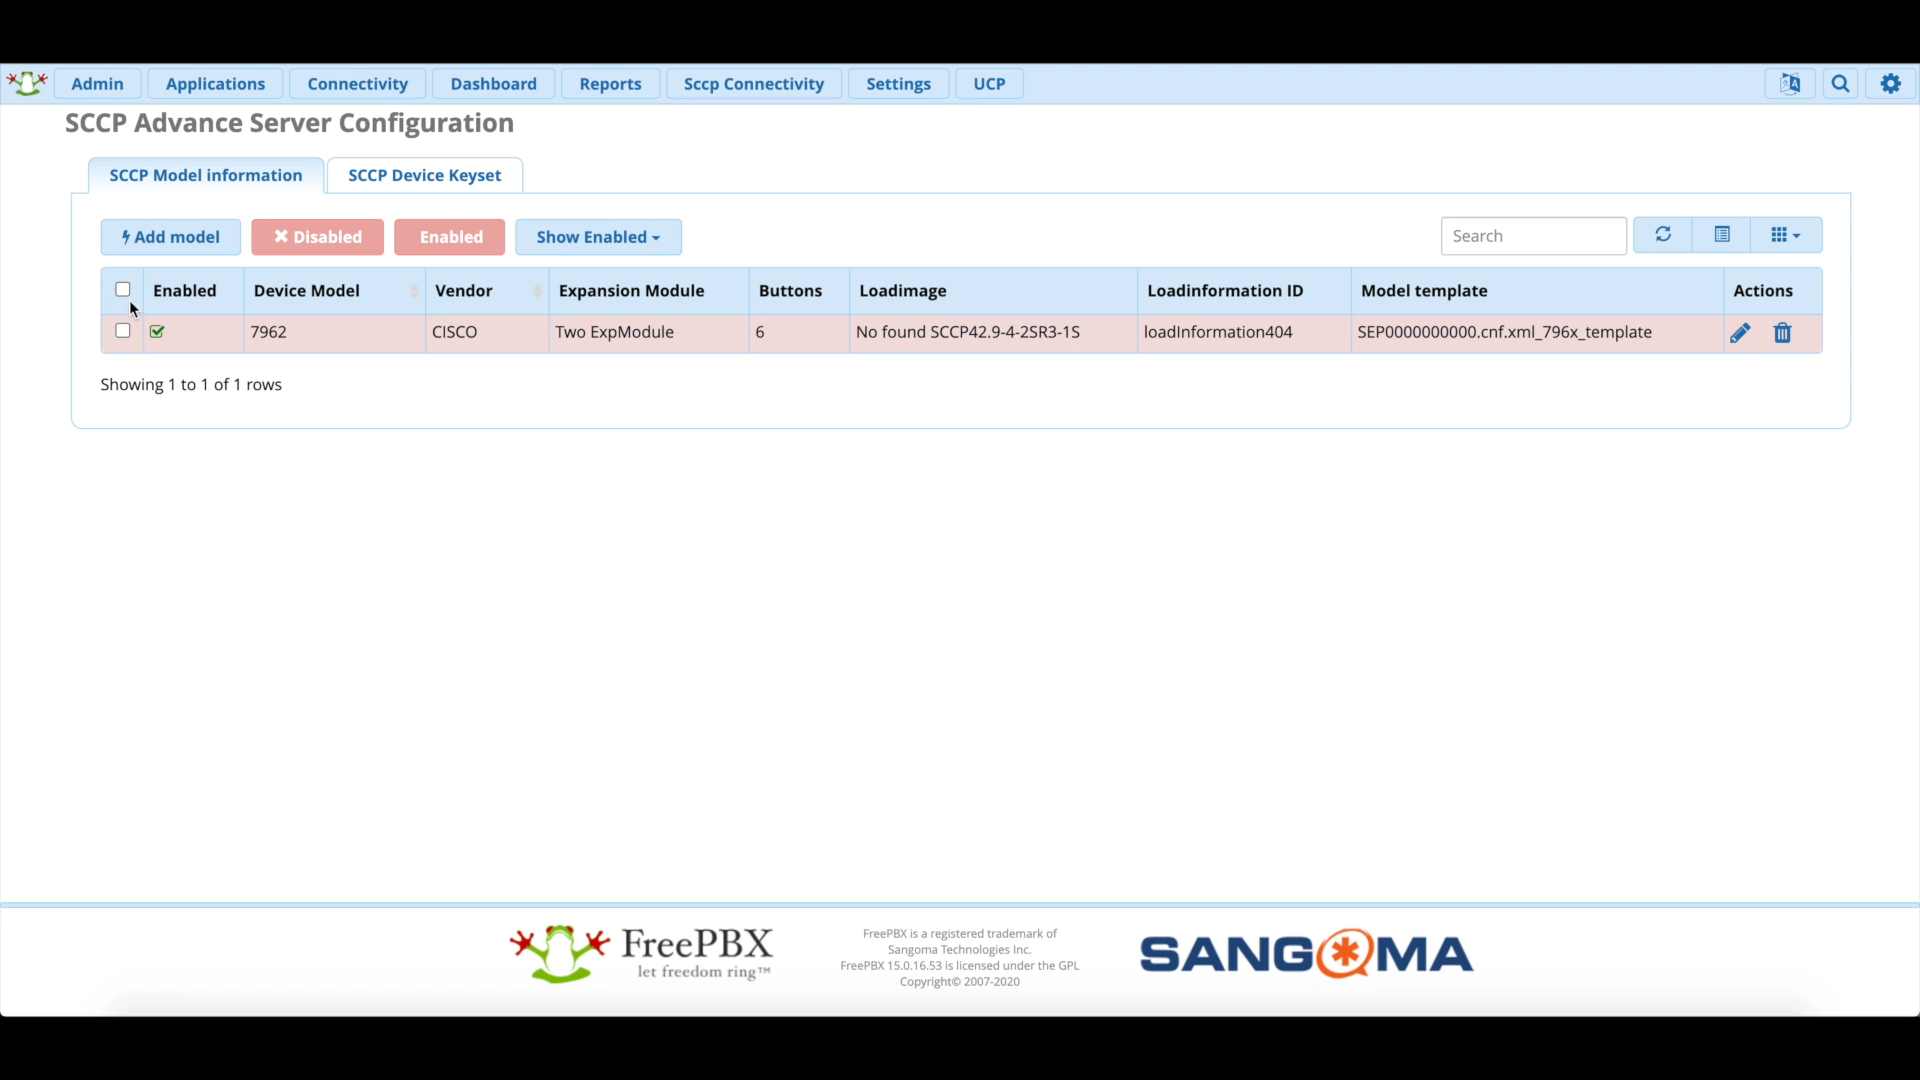 Admin Applications Connectivity Dashboard Reports Sccp Connectivity Settings UCP
SCCP Advance Server Configuration
SCCP Model information SCCP Device Keyset
Add model Disabled Enabled Show Enabled Search
Enabled Device Model Vendor Expansion Module Buttons Loadimage Loadinformation ID Model template Actions
7962 CISCO Two ExpModule 6 No found SCCP42.9-4-2SR3-1S loadInformation404 SEP0000000000.cnf.xml_796x_template
Showing 1 to 1 of 1 rows
FreePBX
let freedom ring™
FreePBX is a registered trademark of
Sangoma Technologies Inc.
FreePBX 15.0.16.53 is licensed under the GPL
Copyright© 2007-2020
SANGOMA